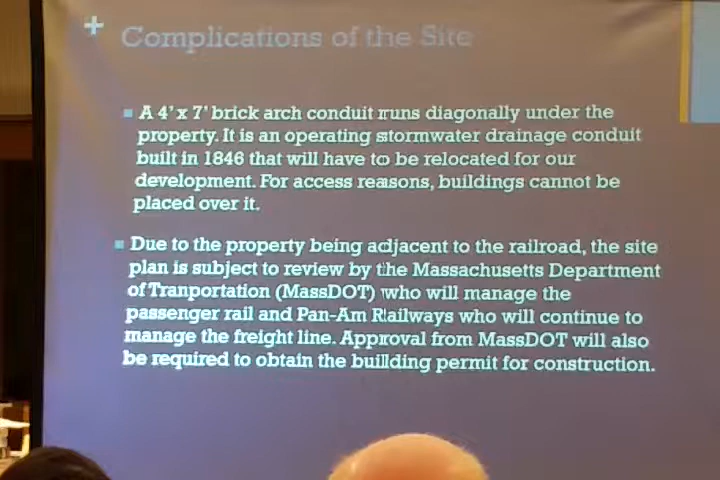 + Complications of the Site
▪ A 4' x 7' brick arch conduit runs diagonally under the
property. It is an operating stormwater drainage conduit
built in 1846 that will have to be relocated for our
development. For access reasons, buildings cannot be
placed over it.
▪ Due to the property being adjacent to the railroad, the site
plan is subject to review by the Massachusetts Department
of Tranportation (MassDOT) who will manage the
passenger rail and Pan-Am Railways who will continue to
manage the freight line. Approval from MassDOT will also
be required to obtain the building permit for construction.